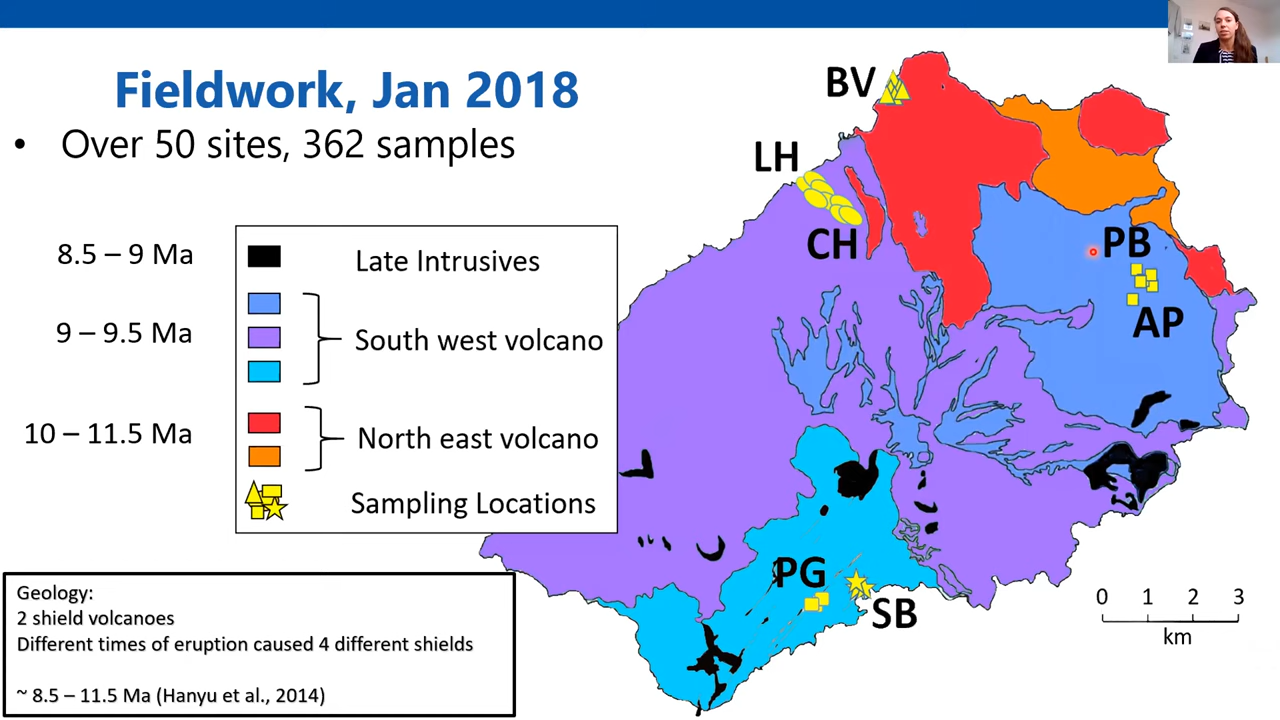 Fieldwork, Jan 2018
• Over 50 sites, 362 samples
8.5 – 9 Ma
Late Intrusives
9 – 9.5 Ma
South west volcano
10 – 11.5 Ma
North east volcano
Sampling Locations
Geology:
2 shield volcanoes
Different times of eruption caused 4 different shields
~ 8.5 – 11.5 Ma (Hanyu et al., 2014)
BV
LH
CH
PB
AP
PG
SB
0 1 2 3
km